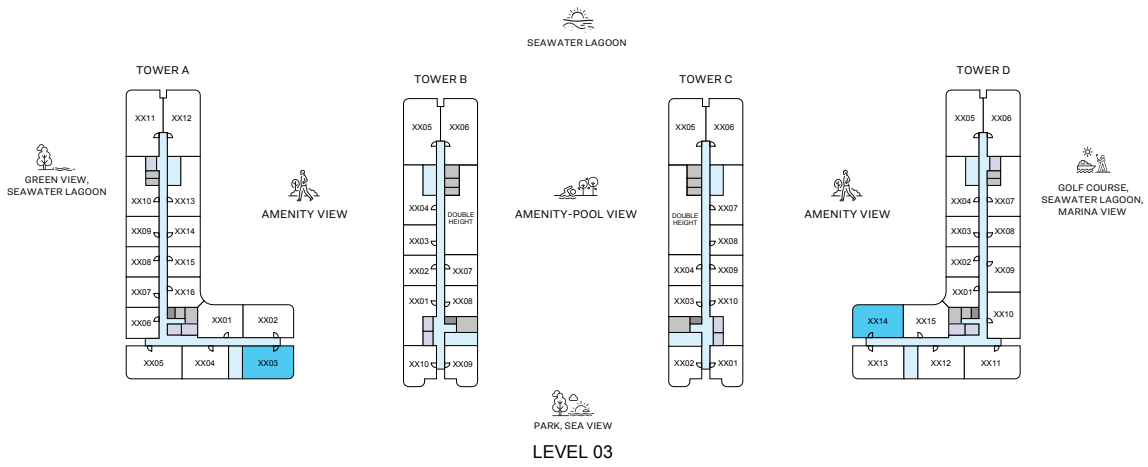 SEAWATER LAGOON
TOWER A
TOWER B
TOWER C
TOWER D
GREEN VIEW,
SEAWATER LAGOON
AMENITY VIEW
AMENITY-POOL VIEW
AMENITY VIEW
GOLF COURSE,
SEAWATER LAGOON,
MARINA VIEW
XX11 XX12
XX10 XX13
XX09 XX14
XX08 XX15
XX07 XX16
XX06 XX01 XX02
XX05 XX04 XX03
XX05 XX06
XX04 DOUBLE
HEIGHT
XX03
XX02 XX07
XX01 XX08
XX10 XX09
XX05 XX06
XX07
DOUBLE
HEIGHT
XX08
XX04 XX09
XX03 XX10
XX02 XX01
XX05 XX06
XX04 XX07
XX03 XX08
XX02 XX09
XX01
XX14 XX15 XX10
XX13 XX12 XX11
PARK, SEA VIEW
LEVEL 03